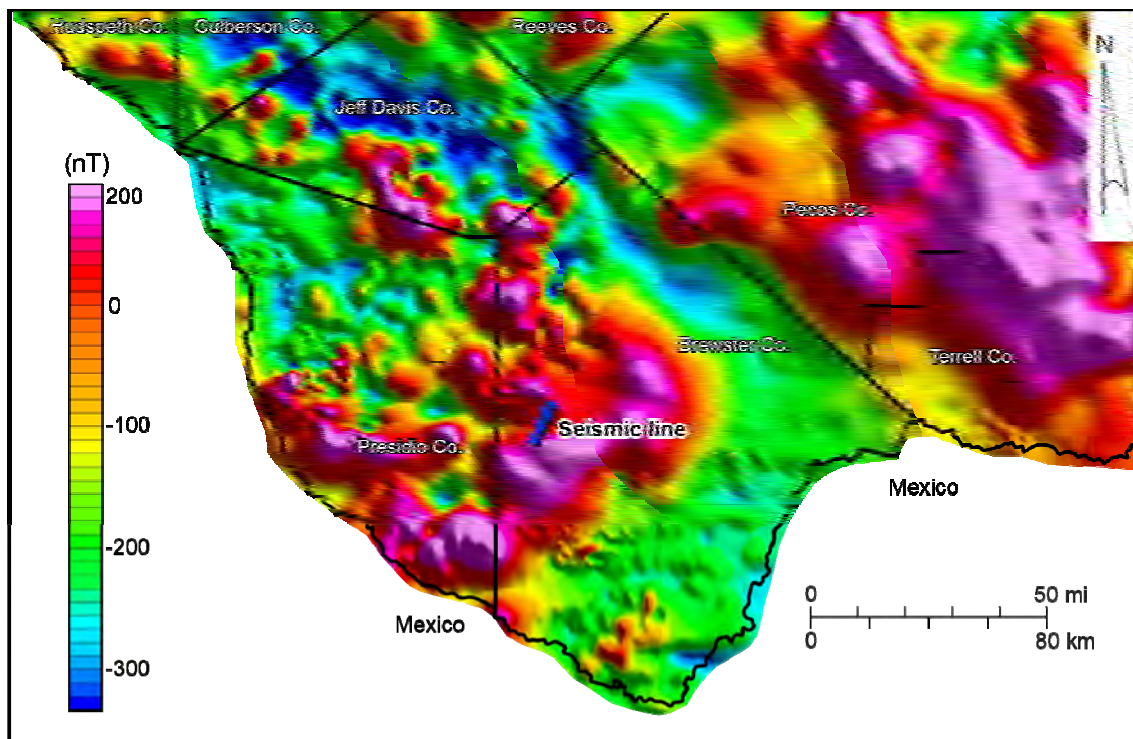 Hudspeth Co.
Culberson Co.
Reeves Co.
N
Jeff Davis Co.
(nT)
200
0
-100
-200
-300
Pecos Co.
Brewster Co.
Terrell Co.
Seismic line
Presidio Co.
Mexico
Mexico
0 50 mi
0 80 km